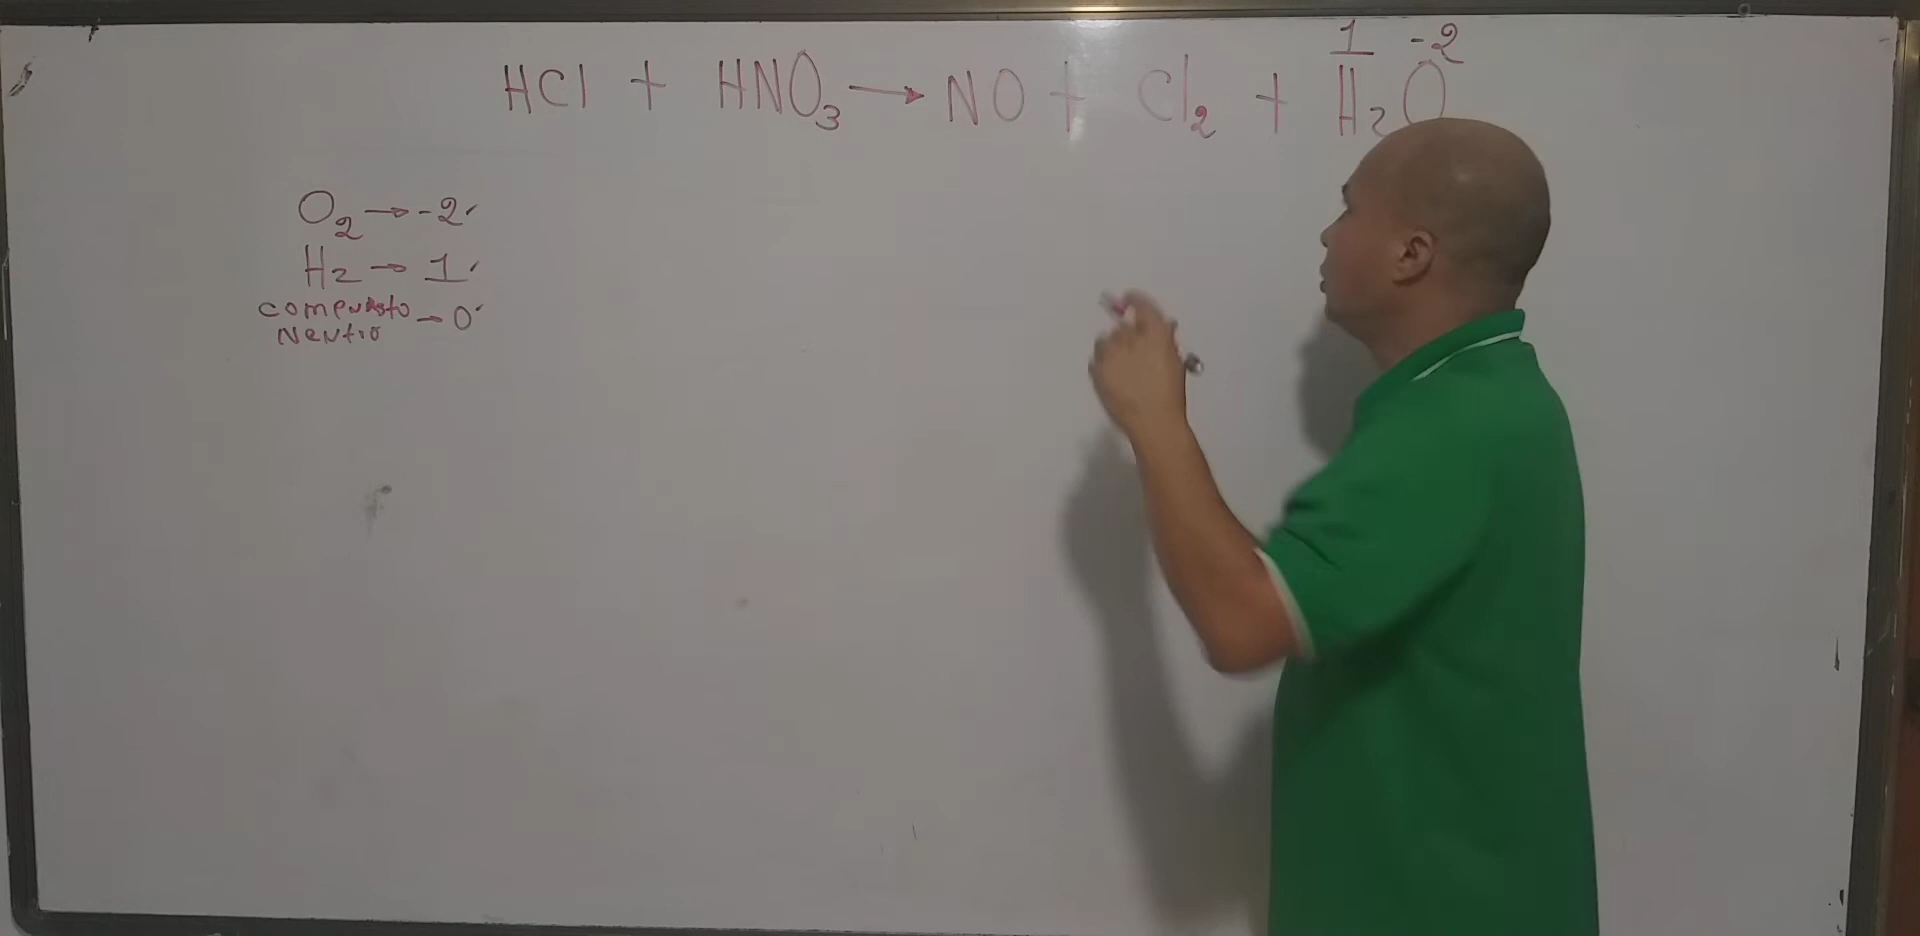 1 -2
HCl + HNO₃ → NO + Cl₂ + H₂O
O₂ → -2
H₂ → 1
compuesto → 0
Neutro